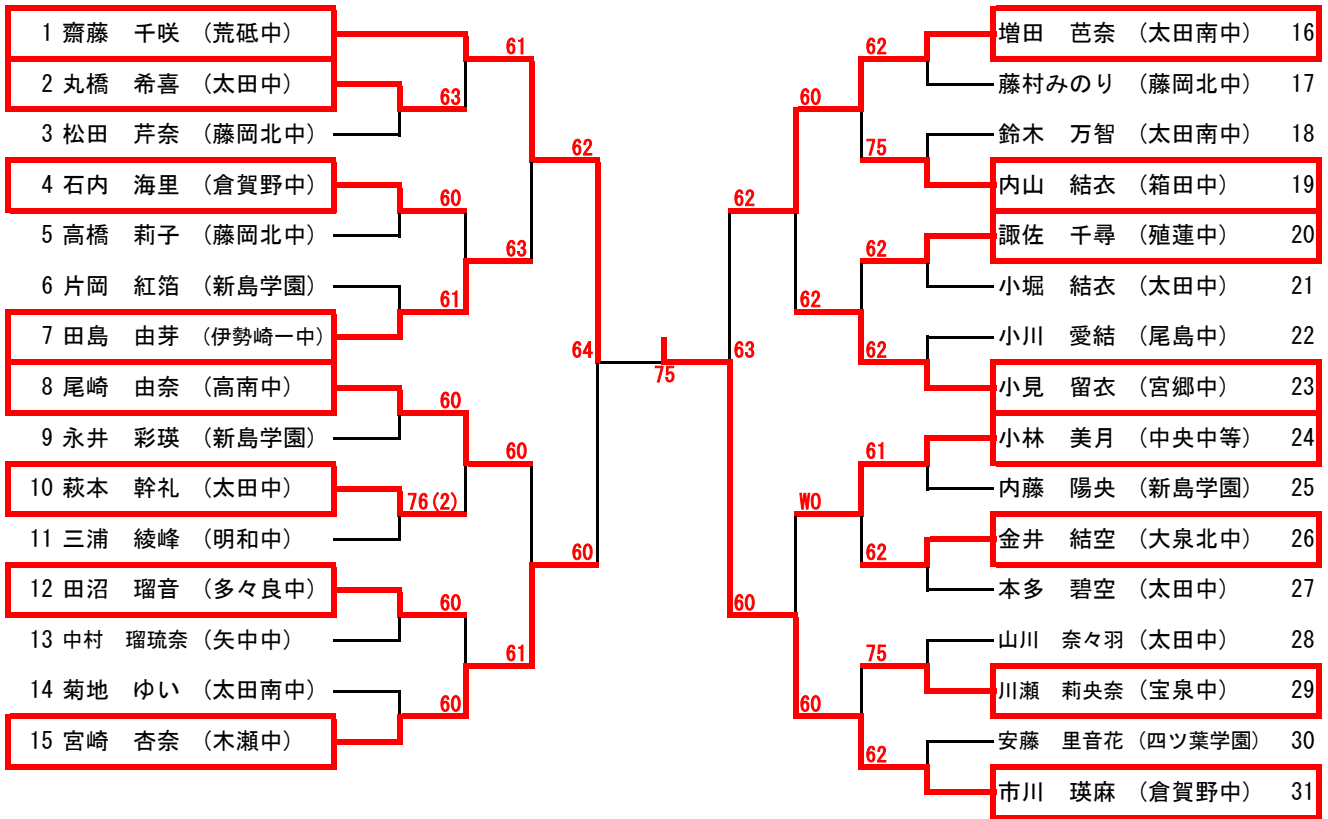 1 齋藤　千咲 （荒砥中）
2 丸橋　希喜 （太田中）
3 松田　芹奈 （藤岡北中）
4 石内　海里 （倉賀野中）
5 高橋　莉子 （藤岡北中）
6 片岡　紅箔 （新島学園）
7 田島　由芽 （伊勢崎一中）
8 尾崎　由奈 （高南中）
9 永井　彩瑛 （新島学園）
10 萩本　幹礼 （太田中）
11 三浦　綾峰 （明和中）
12 田沼　瑠音 （多々良中）
13 中村　瑠琉奈 （矢中中）
14 菊地　ゆい （太田南中）
15 宮崎　杏奈 （木瀬中）
63
60
61
60
76(2)
60
60
61
63
60
61
62
60
64
75
63
62
60
60
62
WO
60
62
75
62
62
61
62
75
62
増田　芭奈 （太田南中） 16
藤村みのり （藤岡北中） 17
鈴木　万智 （太田南中） 18
内山　結衣 （箱田中） 19
諏佐　千尋 （殖蓮中） 20
小堀　結衣 （太田中） 21
小川　愛結 （尾島中） 22
小見　留衣 （宮郷中） 23
小林　美月 （中央中等） 24
内藤　陽央 （新島学園） 25
金井　結空 （大泉北中） 26
本多　碧空 （太田中） 27
山川　奈々羽 （太田中） 28
川瀬　莉央奈 （宝泉中） 29
安藤　里音花 （四ツ葉学園） 30
市川　瑛麻 （倉賀野中） 31